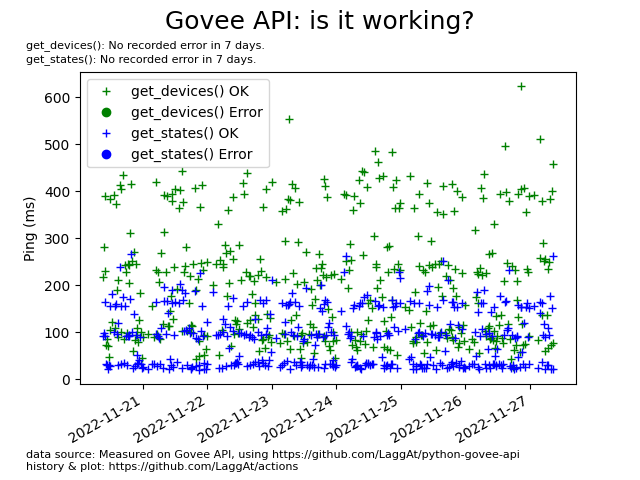 Govee API: is it working?
get_devices(): No recorded error in 7 days.
get_states(): No recorded error in 7 days.
get_devices() OK
get_devices() Error
get_states() OK
get_states() Error
Ping (ms)
600
500
400
300
200
100
0
2022-11-21
2022-11-22
2022-11-23
2022-11-24
2022-11-25
2022-11-26
2022-11-27
data source: Measured on Govee API, using https://github.com/LaggAt/python-govee-api
history & plot: https://github.com/LaggAt/actions